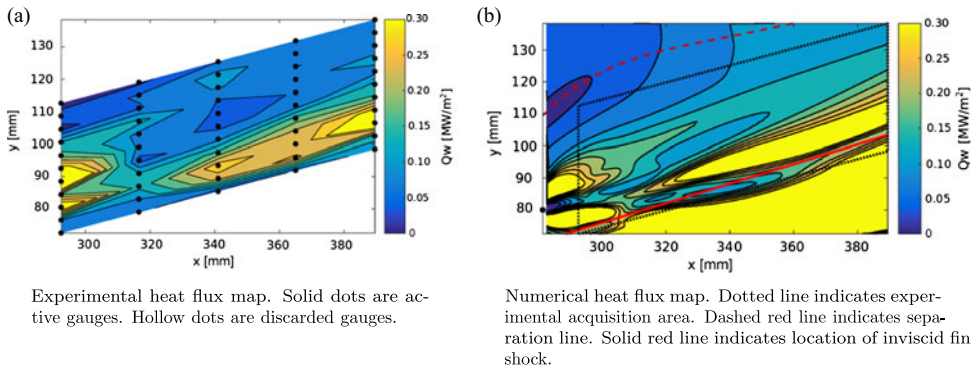 (a)
130
120
110
100
90
80
y [mm]
300
320
340
360
380
x [mm]
0.30
0.25
0.20
0.15
0.10
0.05
0
Qw [MW/m²]
Experimental heat flux map. Solid dots are ac-
tive gauges. Hollow dots are discarded gauges.
(b)
130
120
110
100
90
80
y [mm]
300
320
340
360
380
x [mm]
0.30
0.25
0.20
0.15
0.10
0.05
0
Qw [MW/m²]
Numerical heat flux map. Dotted line indicates exper-
imental acquisition area. Dashed red line indicates sep-
aration line. Solid red line indicates location of inviscid fin
shock.